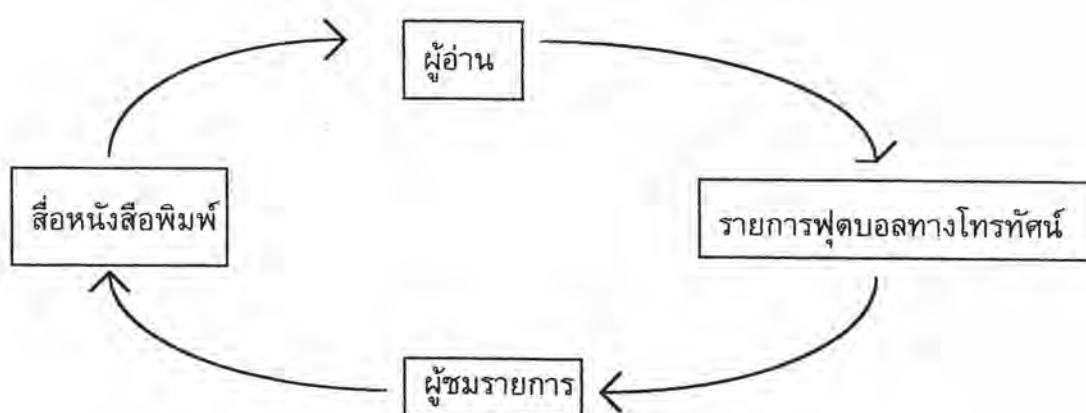 ผู้อ่าน
สื่อหนังสือพิมพ์
รายการฟุตบอลทางโทรทัศน์
ผู้ชมรายการ